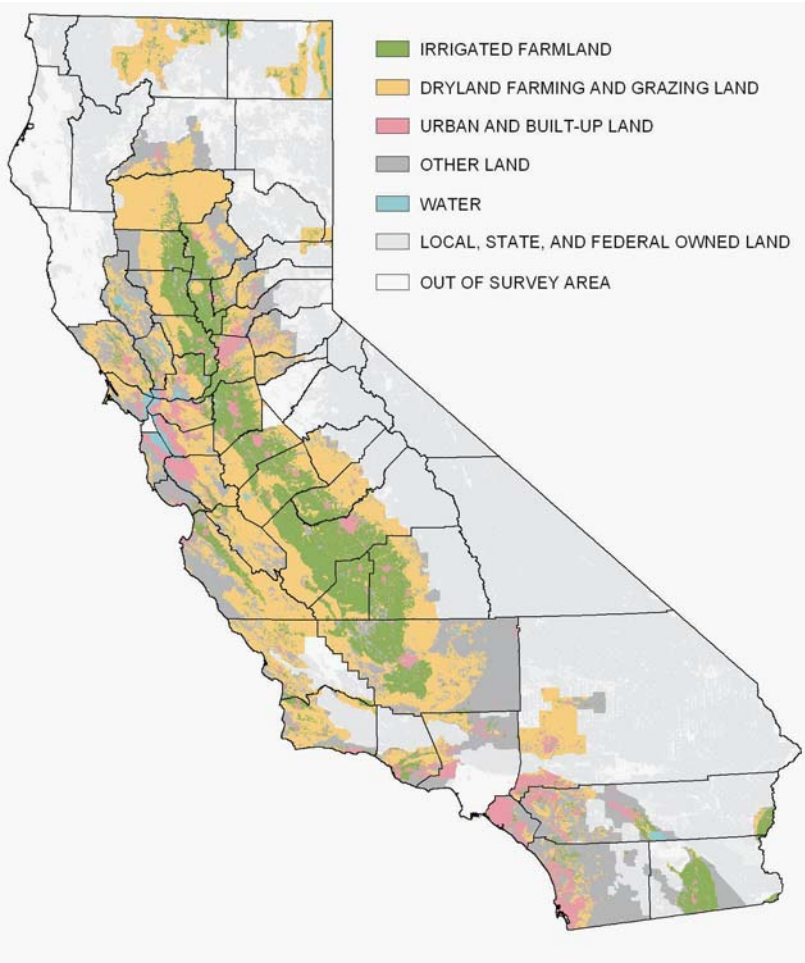 IRRIGATED FARMLAND
DRYLAND FARMING AND GRAZING LAND
URBAN AND BUILT-UP LAND
OTHER LAND
WATER
LOCAL, STATE, AND FEDERAL OWNED LAND
OUT OF SURVEY AREA